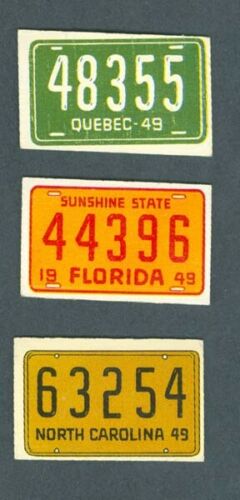 48355
QUEBEC-49
SUNSHINE STATE
44396
19 FLORIDA 49
63254
NORTH CAROLINA 49